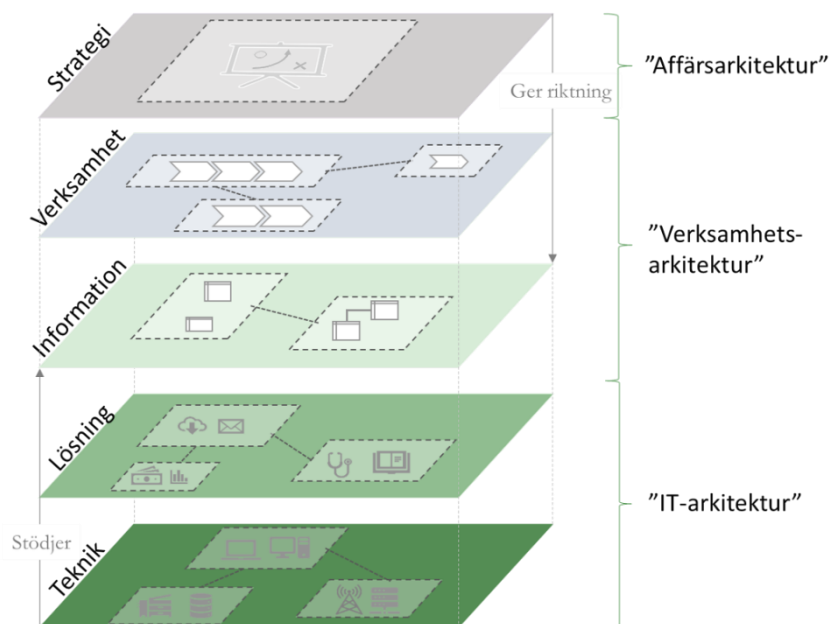 Strategi
"Affärsarkitektur"
Ger riktning
Verksamhet
"Verksamhets-
arkitektur"
Information
Lösning
"IT-arkitektur"
Stödjer
Teknik